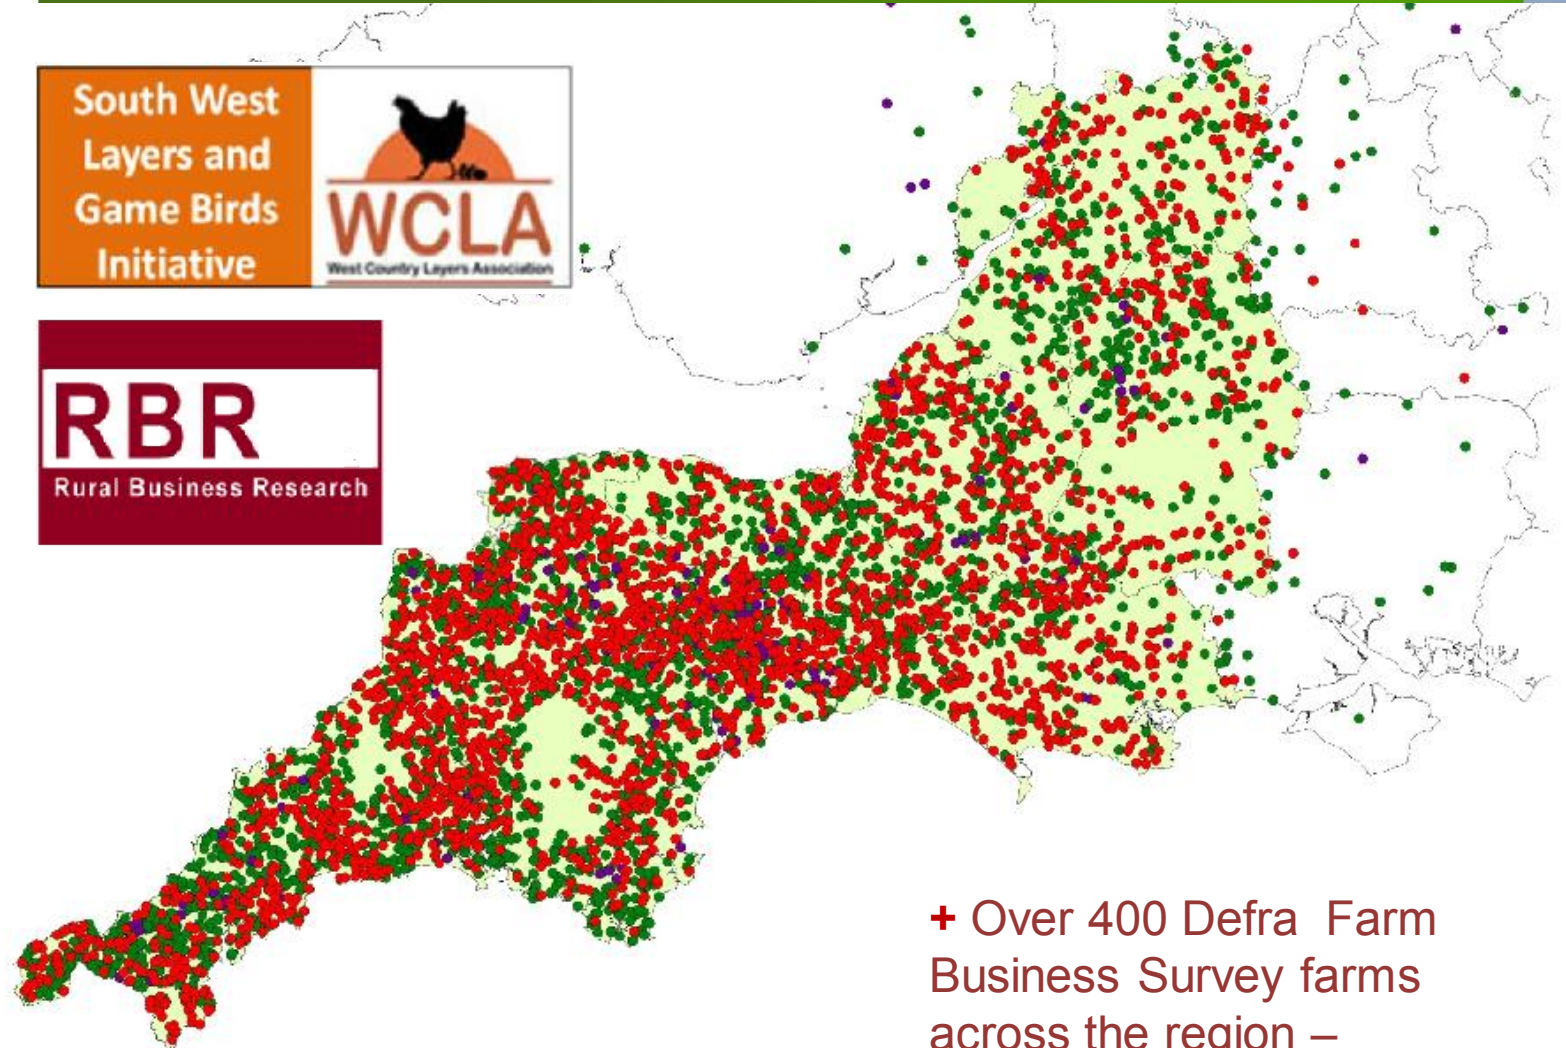 South West
Layers and
Game Birds
Initiative
WCLA
West Country Layers Association
RBR
Rural Business Research
+ Over 400 Defra Farm
Business Survey farms
across the region –